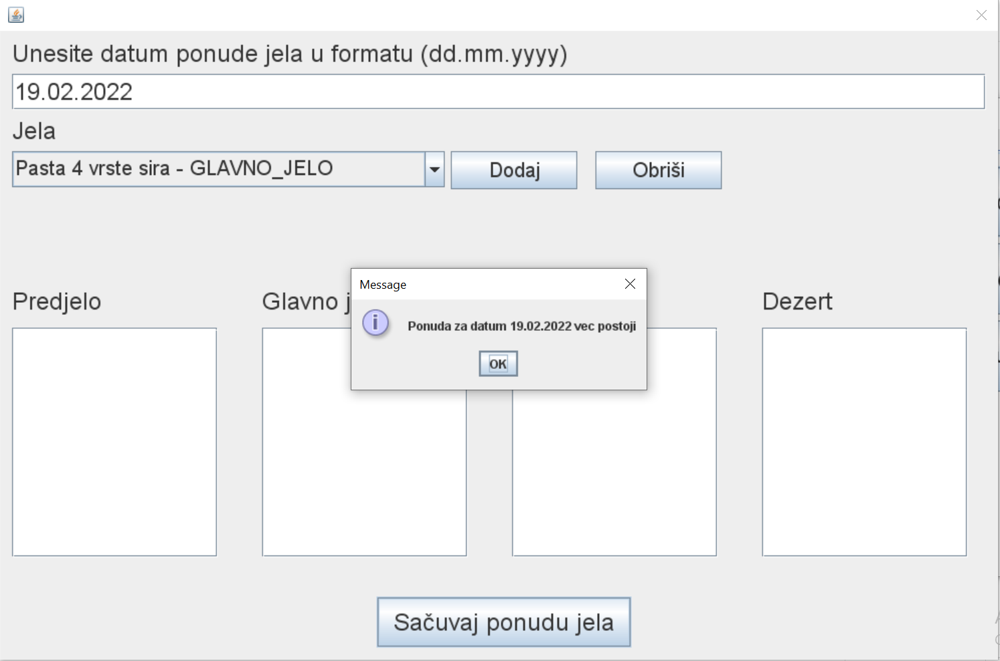 Unesite datum ponude jela u formatu (dd.mm.yyyy)
19.02.2022
Jela
Pasta 4 vrste sira - GLAVNO_JELO
Dodaj
Obriši
Message
Ponuda za datum 19.02.2022 vec postoji
OK
Predjelo
Glavno j
Dezert
Sačuvaj ponudu jela